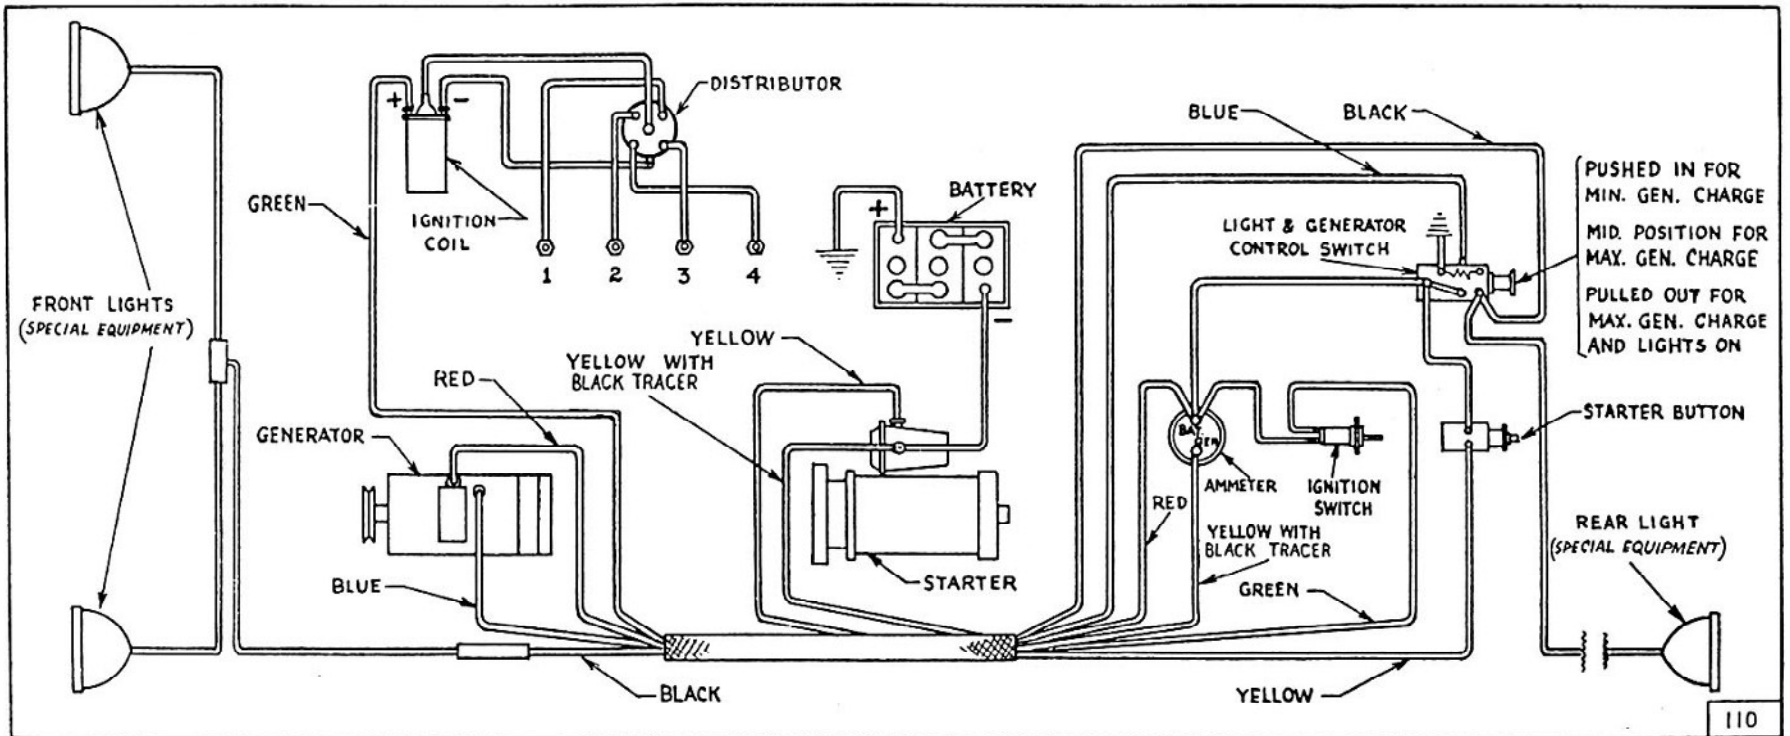 DISTRIBUTOR
+
-
GREEN
IGNITION
COIL
1
2
3
4
BATTERY
+
-
BLUE
BLACK
LIGHT & GENERATOR
CONTROL SWITCH
PUSHED IN FOR
MIN. GEN. CHARGE
MID. POSITION FOR
MAX. GEN. CHARGE
PULLED OUT FOR
MAX. GEN. CHARGE
AND LIGHTS ON
FRONT LIGHTS
(SPECIAL EQUIPMENT)
RED
YELLOW WITH
BLACK TRACER
YELLOW
GENERATOR
BAT.
GEN
AMMETER
IGNITION
SWITCH
STARTER BUTTON
RED
YELLOW WITH
BLACK TRACER
GREEN
REAR LIGHT
(SPECIAL EQUIPMENT)
BLUE
STARTER
BLACK
YELLOW
110